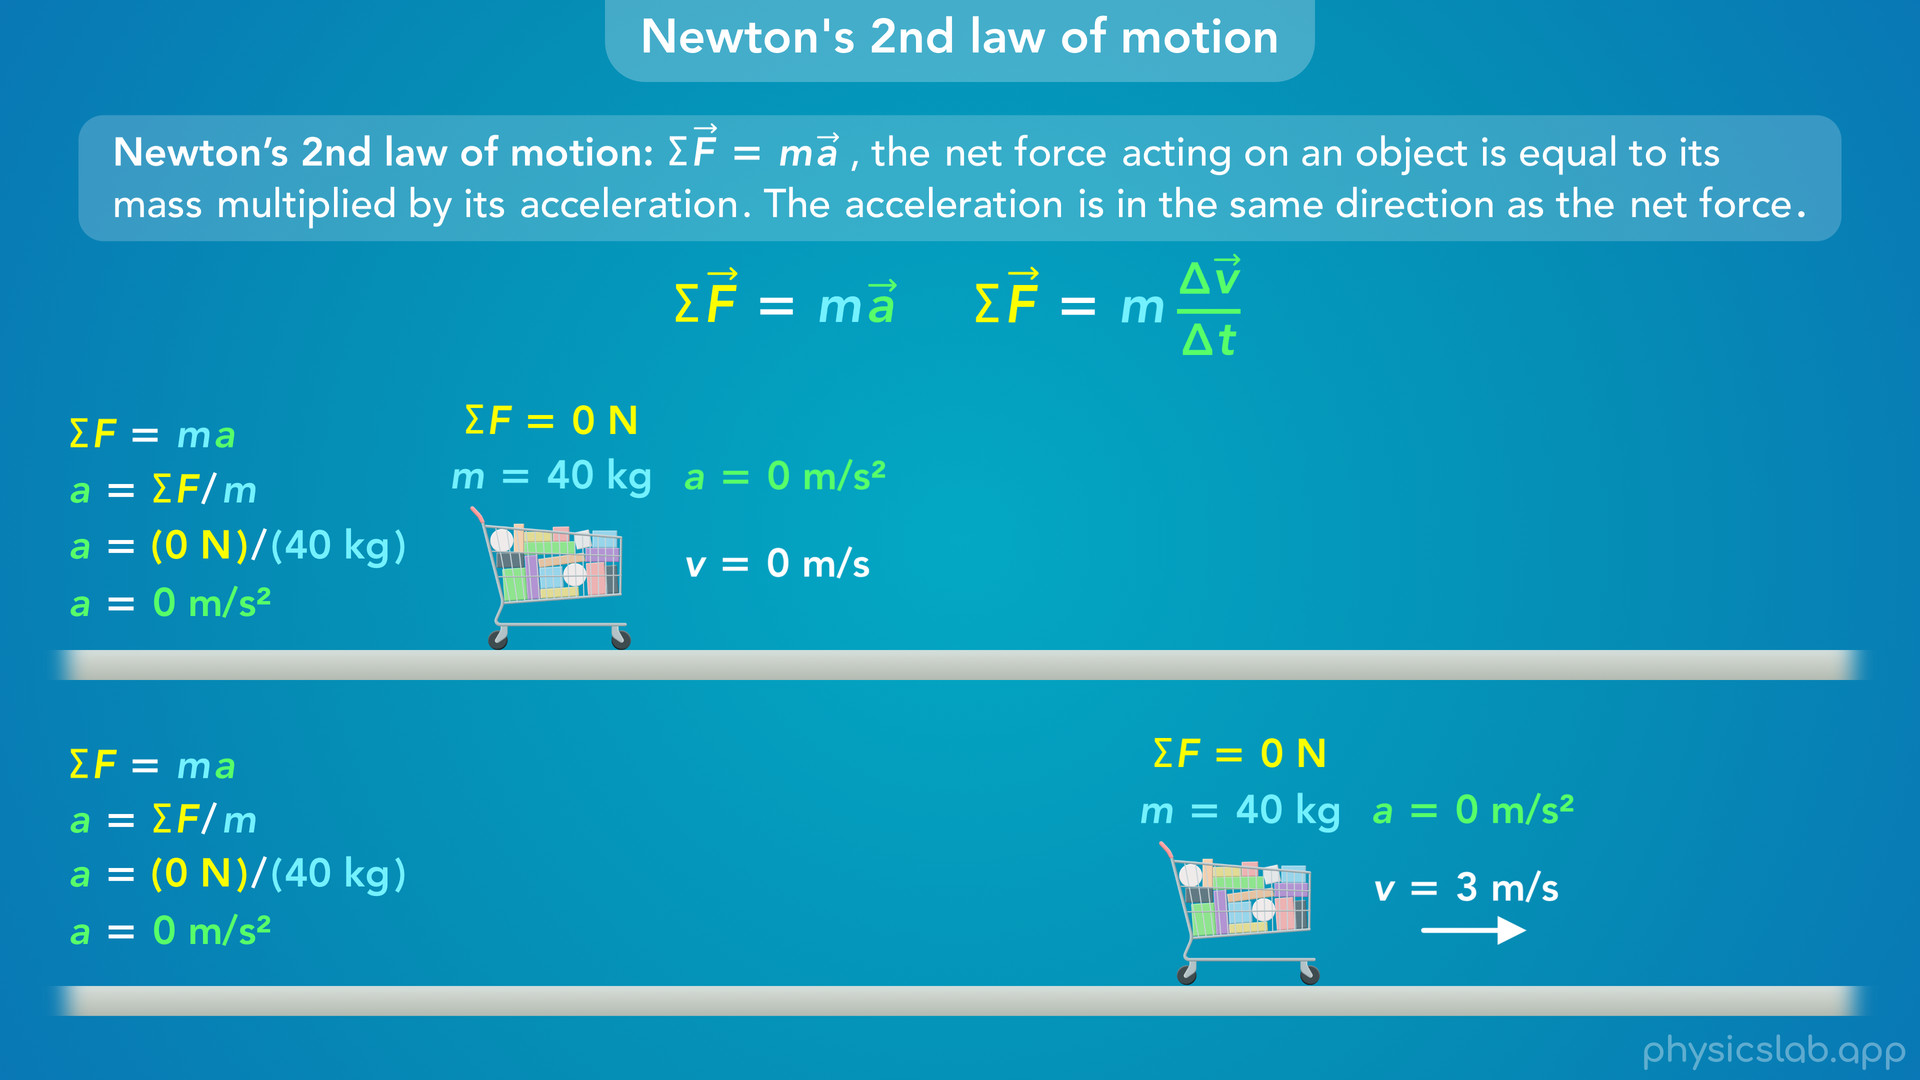 Newton's 2nd law of motion
Newton’s 2nd law of motion: ΣF⃗ = ma⃗ , the net force acting on an object is equal to its
mass multiplied by its acceleration. The acceleration is in the same direction as the net force.
ΣF⃗ = ma⃗    ΣF⃗ = m Δv⃗/Δt
ΣF = ma
a = ΣF/m
a = (0 N)/(40 kg)
a = 0 m/s²
ΣF = 0 N
m = 40 kg  a = 0 m/s²
v = 0 m/s
ΣF = ma
a = ΣF/m
a = (0 N)/(40 kg)
a = 0 m/s²
ΣF = 0 N
m = 40 kg  a = 0 m/s²
v = 3 m/s
physicslab.app